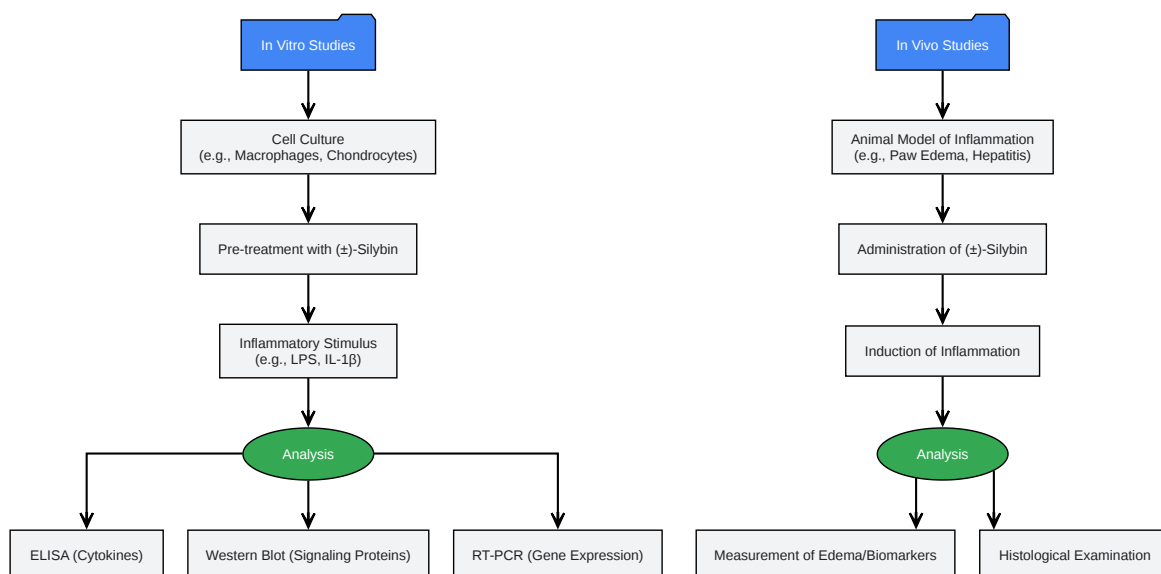 In Vitro Studies
Cell Culture
(e.g., Macrophages, Chondrocytes)
Pre-treatment with (±)-Silybin
Inflammatory Stimulus
(e.g., LPS, IL-1β)
Analysis
ELISA (Cytokines)
Western Blot (Signaling Proteins)
RT-PCR (Gene Expression)
In Vivo Studies
Animal Model of Inflammation
(e.g., Paw Edema, Hepatitis)
Administration of (±)-Silybin
Induction of Inflammation
Analysis
Measurement of Edema/Biomarkers
Histological Examination